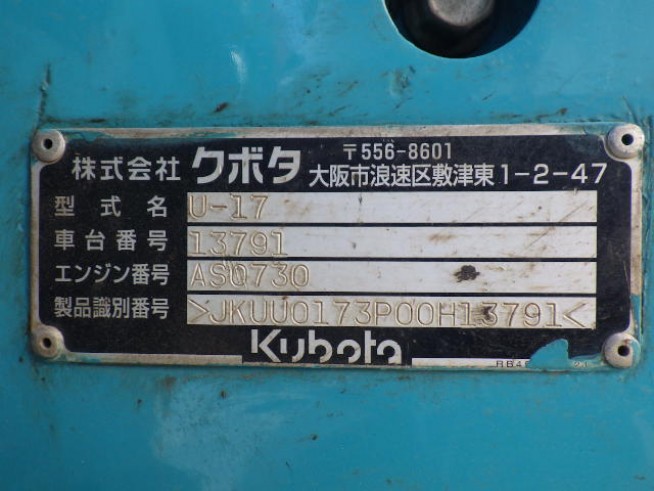 株式会社 クボタ 〒556-8601
大阪市浪速区敷津東1-2-47
型式名 U-17
車台番号 13791
エンジン番号 ASQ730
製品識別番号 >JKUU0173P00H13791<
Kubota
RB4